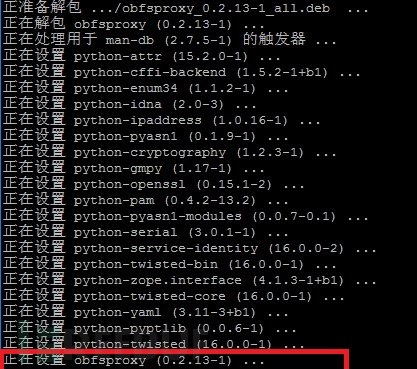 正准备解包 .../obfsproxy_0.2.13-1_all.deb ...
正在解包 obfsproxy (0.2.13-1) ...
正在处理用于 man-db (2.7.5-1) 的触发器 ...
正在设置 python-attr (15.2.0-1) ...
正在设置 python-cffi-backend (1.5.2-1+b1) ...
正在设置 python-enum34 (1.1.2-1) ...
正在设置 python-idna (2.0-3) ...
正在设置 python-ipaddress (1.0.16-1) ...
正在设置 python-pyasn1 (0.1.9-1) ...
正在设置 python-cryptography (1.2.3-1) ...
正在设置 python-gmpy (1.17-1) ...
正在设置 python-openssl (0.15.1-2) ...
正在设置 python-pam (0.4.2-13.2) ...
正在设置 python-pyasn1-modules (0.0.7-0.1) ...
正在设置 python-serial (3.0.1-1) ...
正在设置 python-service-identity (16.0.0-2) ...
正在设置 python-twisted-bin (16.0.0-1) ...
正在设置 python-zope.interface (4.1.3-1+b1) ...
正在设置 python-twisted-core (16.0.0-1) ...
正在设置 python-yaml (3.11-3+b1) ...
正在设置 python-pyptlib (0.0.6-1) ...
正在设置 python-twisted (16.0.0-1) ...
正在设置 obfsproxy (0.2.13-1) ...